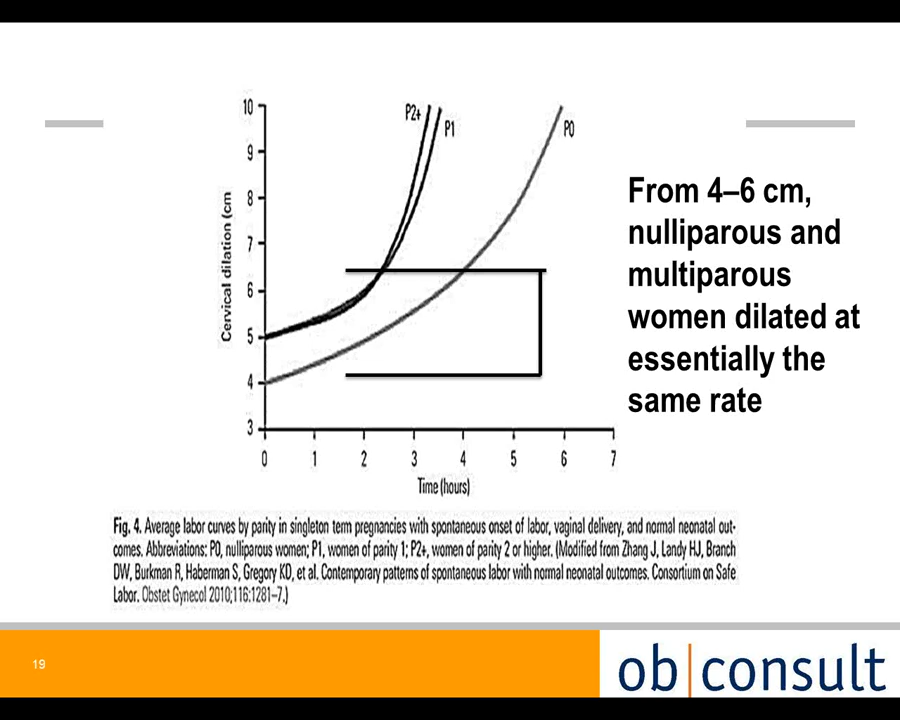 10
9
8
7
6
5
4
3
Cervical dilation (cm
P2+
P1
P0
0 1 2 3 4 5 6 7
Time (hours)
From 4–6 cm,
nulliparous and
multiparous
women dilated at
essentially the
same rate
Fig. 4. Average labor curves by parity in singleton term pregnancies with spontaneous onset of labor, vaginal delivery, and normal neonatal out-
comes. Abbreviations: P0, nulliparous women; P1, women of parity 1; P2+, women of parity 2 or higher. (Modified from Zhang J, Landy HJ, Branch
DW, Burkman R, Haberman S, Gregory KD, et al. Contemporary patterns of spontaneous labor with normal neonatal outcomes. Consortium on Safe
Labor. Obstet Gynecol 2010;116:1281–7.)
19
ob consult